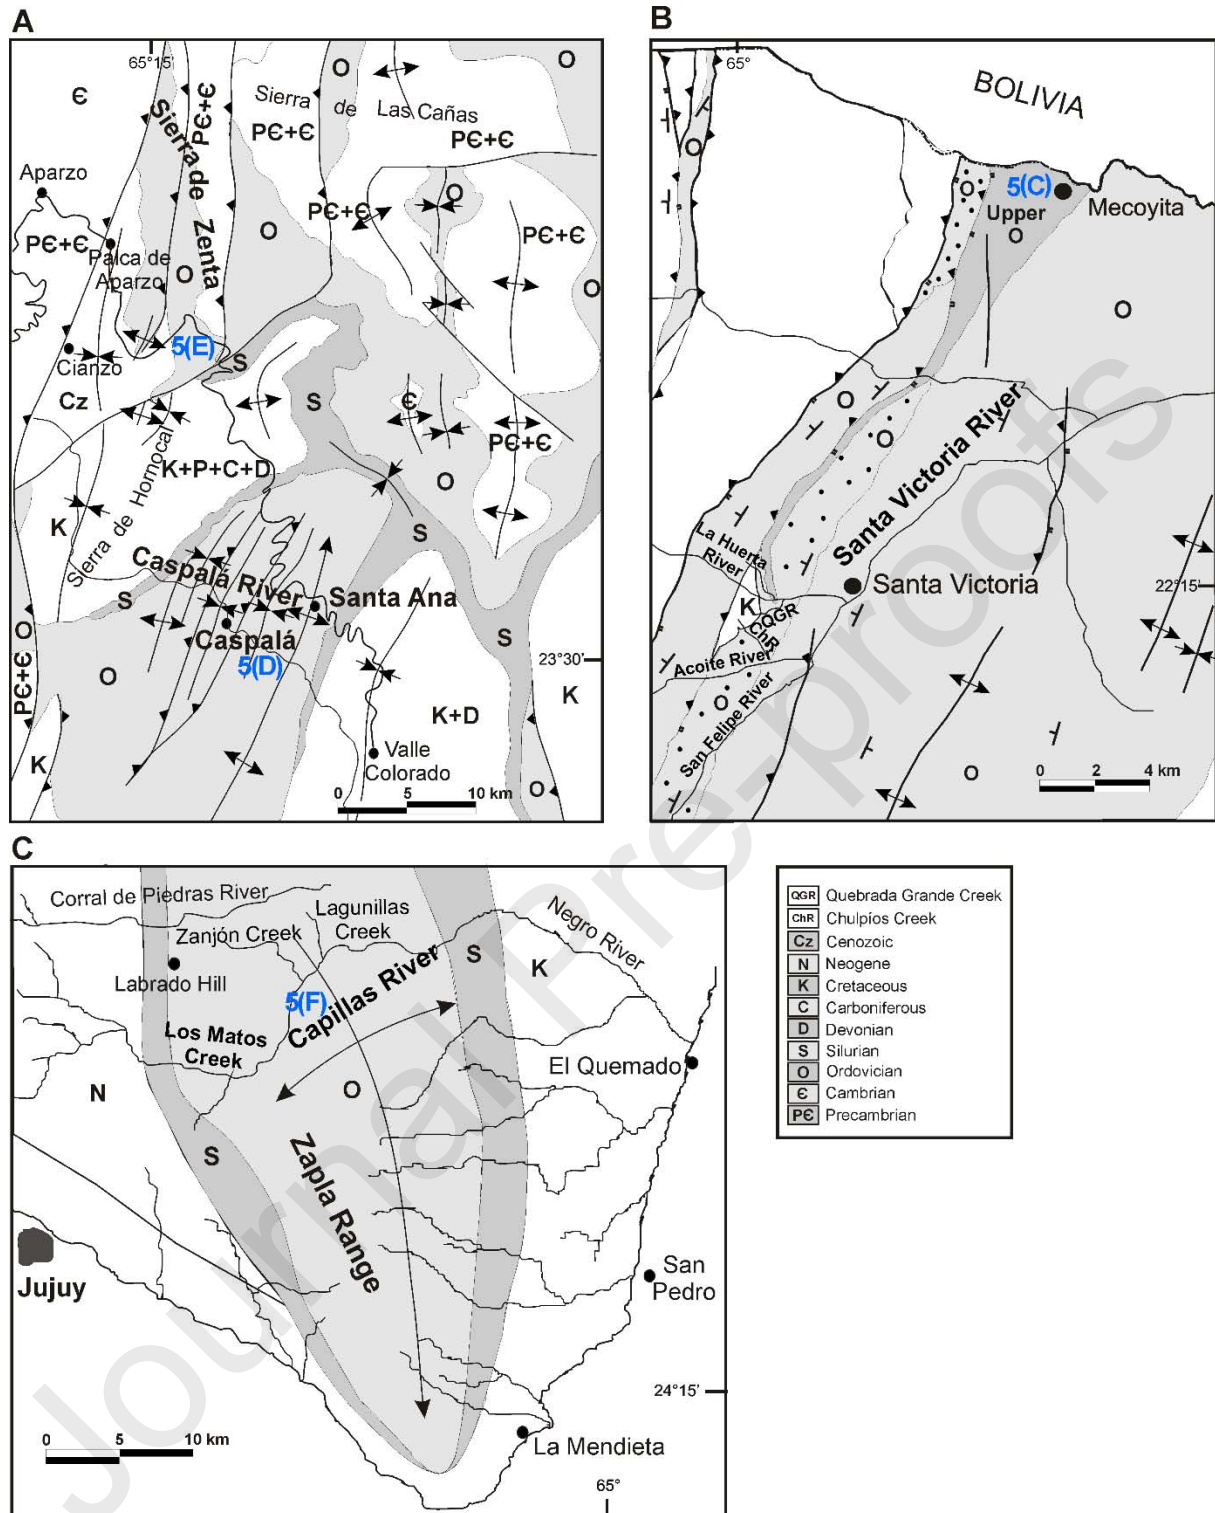 A
65°15'
Є
Sierra de Zenta
PЄ+Є
O
Sierra de Las Cañas
O
PЄ+Є
PЄ+Є
Aparzo
PЄ+Є
Palca de
Aparzo
O
O
PЄ+Є
O
PЄ+Є
O
5(E)
Cianzo
S
Cz
S
Є
PЄ+Є
Sierra de Hornocal
K+P+C+D
O
K
S
S
Caspalá River
Santa Ana
S
O
PЄ+Є
Caspalá
5(D)
23°30'
O
K
K+D
K
Valle
Colorado
O
0 5 10 km
B
65°
BOLIVIA
O
O
5(C)
Upper
O
Mecoyita
O
O
O
Santa Victoria River
La Huerta
River
Santa Victoria
22°15'
K
QGR
ChR
Acoite River
O
San Felipe River
O
0 2 4 km
C
Corral de Piedras River
Lagunillas
Creek
Zanjón Creek
Negro River
S
K
Labrado Hill
5(F)
Capillas River
Los Matos
Creek
El Quemado
N
O
S
Zapla Range
Jujuy
San
Pedro
24°15'
0 5 10 km
La Mendieta
65°
QGR Quebrada Grande Creek
ChR Chulpíos Creek
Cz Cenozoic
N Neogene
K Cretaceous
C Carboniferous
D Devonian
S Silurian
O Ordovician
Є Cambrian
PЄ Precambrian
Journal Pre-proofs